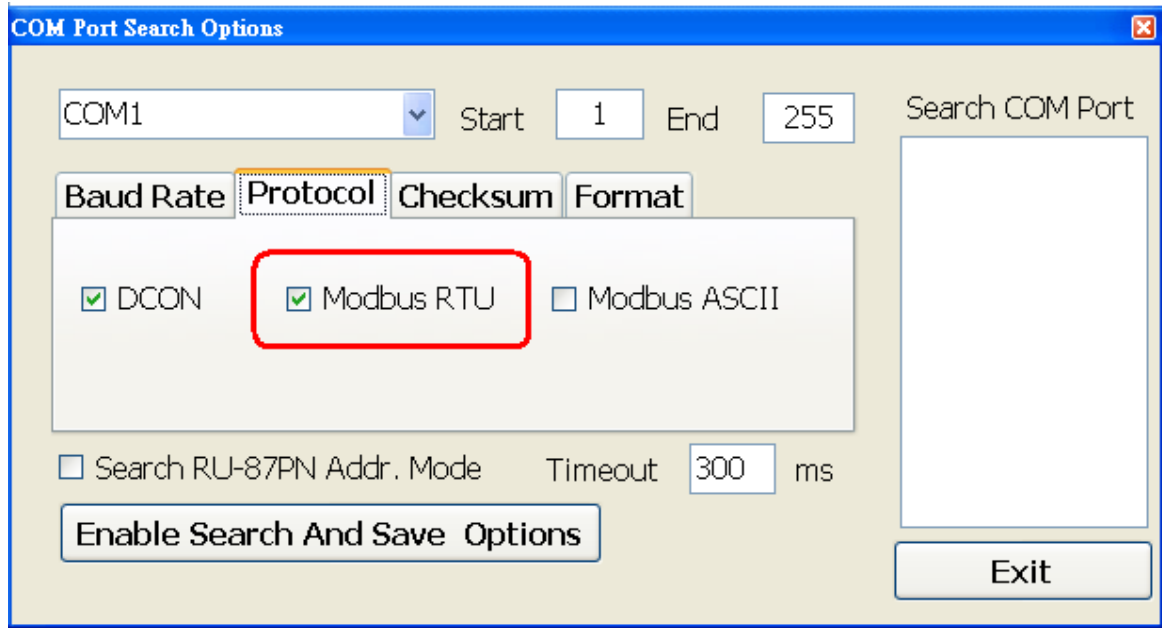 COM Port Search Options
COM1
Start 1 End 255
Search COM Port
Baud Rate Protocol Checksum Format
DCON Modbus RTU Modbus ASCII
Search RU-87PN Addr. Mode Timeout 300 ms
Enable Search And Save Options
Exit